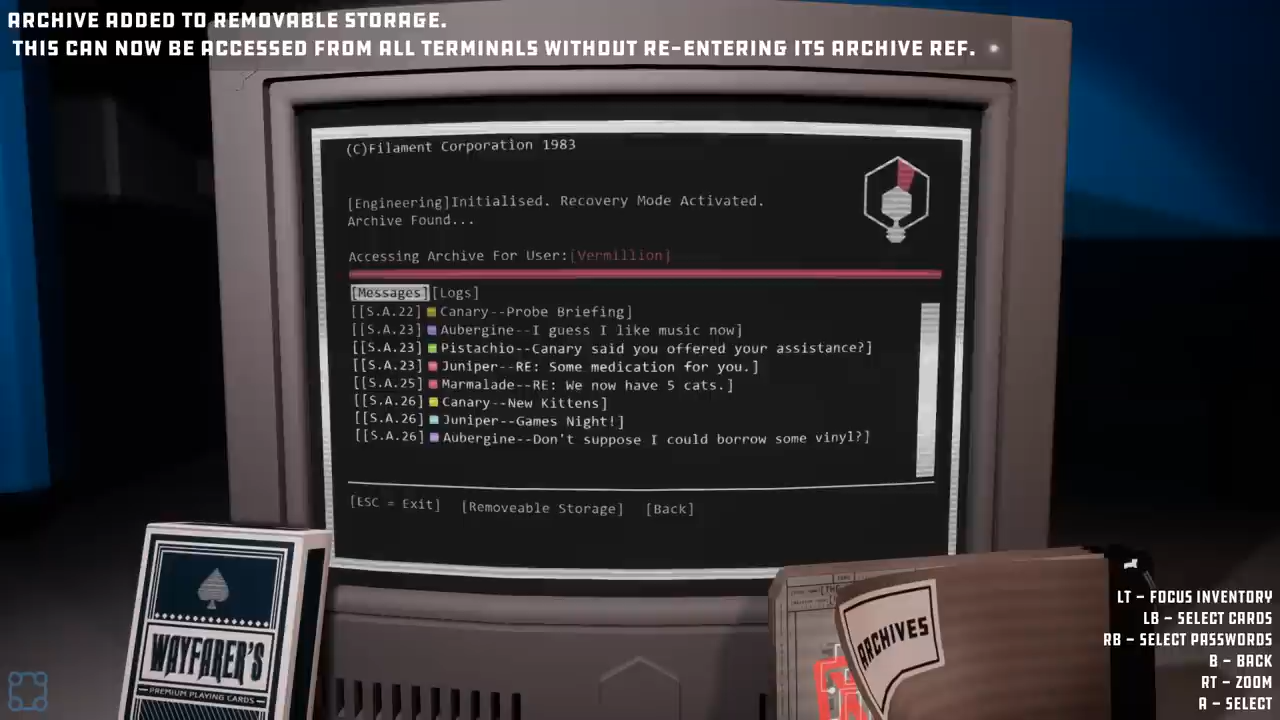 ARCHIVE ADDED TO REMOVABLE STORAGE.
THIS CAN NOW BE ACCESSED FROM ALL TERMINALS WITHOUT RE-ENTERING ITS ARCHIVE REF.
(C)Filament Corporation 1983
[Engineering]Initialised. Recovery Mode Activated.
Archive Found...
Accessing Archive For User:[Vermillion]
[Messages][Logs]
[[S.A.22] Canary--Probe Briefing]
[[S.A.23] Aubergine--I guess I like music now]
[[S.A.23] Pistachio--Canary said you offered your assistance?]
[[S.A.23] Juniper--RE: Some medication for you.]
[[S.A.25] Marmalade--RE: We now have 5 cats.]
[[S.A.26] Canary--New Kittens]
[[S.A.26] Juniper--Games Night!]
[[S.A.26] Aubergine--Don't suppose I could borrow some vinyl?]
[ESC = Exit] [Removeable Storage] [Back]
WAYFARER'S
PREMIUM PLAYING CARDS
ARCHIVES
LT - FOCUS INVENTORY
LB - SELECT CARDS
RB - SELECT PASSWORDS
B - BACK
RT - ZOOM
A - SELECT